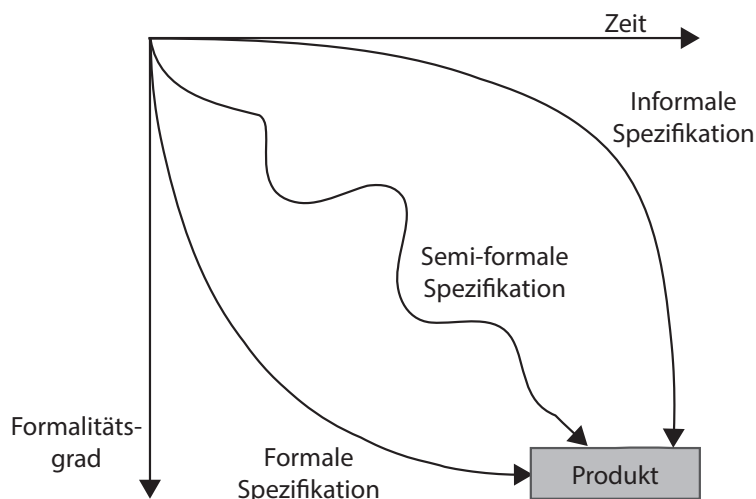 Zeit
Informale
Spezifikation
Semi-formale
Spezifikation
Formalitäts-
grad
Formale
Spezifikation
Produkt